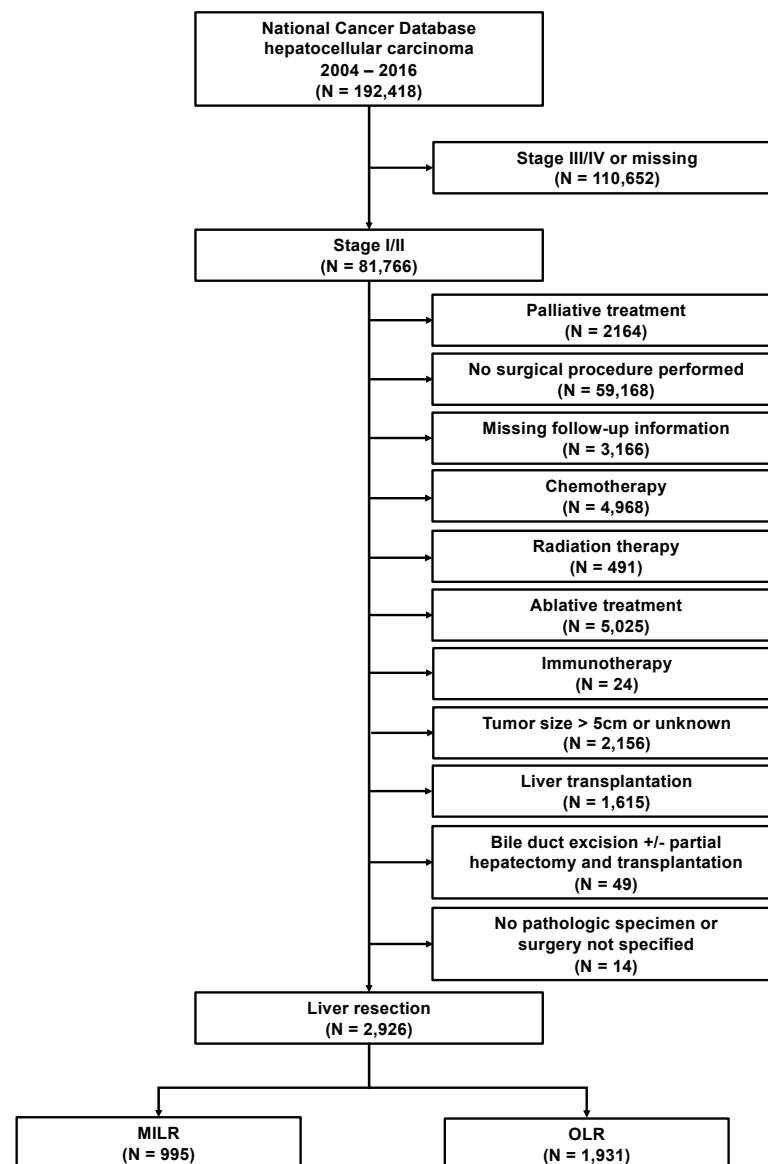 National Cancer Database
hepatocellular carcinoma
2004 – 2016
(N = 192,418)
Stage III/IV or missing
(N = 110,652)
Stage I/II
(N = 81,766)
Palliative treatment
(N = 2164)
No surgical procedure performed
(N = 59,168)
Missing follow-up information
(N = 3,166)
Chemotherapy
(N = 4,968)
Radiation therapy
(N = 491)
Ablative treatment
(N = 5,025)
Immunotherapy
(N = 24)
Tumor size > 5cm or unknown
(N = 2,156)
Liver transplantation
(N = 1,615)
Bile duct excision +/- partial
hepatectomy and transplantation
(N = 49)
No pathologic specimen or
surgery not specified
(N = 14)
Liver resection
(N = 2,926)
MILR
(N = 995)
OLR
(N = 1,931)